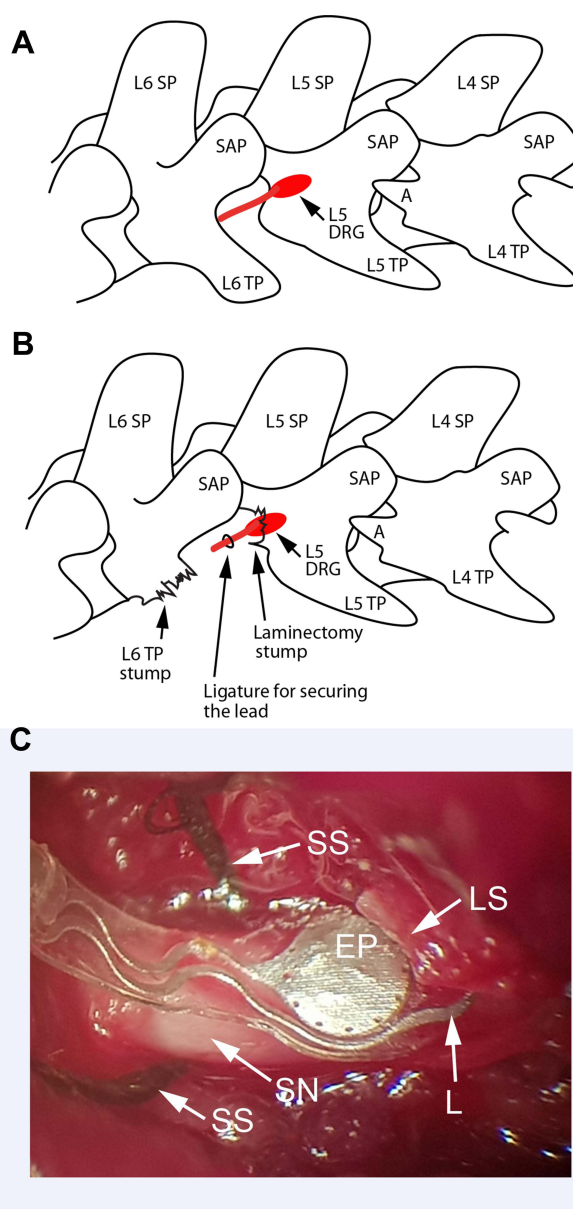 A
L6 SP
L5 SP
L4 SP
SAP
SAP
SAP
A
L5
DRG
L6 TP
L5 TP
L4 TP
B
L6 SP
L5 SP
L4 SP
SAP
SAP
SAP
A
L5
DRG
L4 TP
L5 TP
L6 TP
stump
Laminectomy
stump
Ligature for securing
the lead
C
SS
LS
EP
SN
SS
L